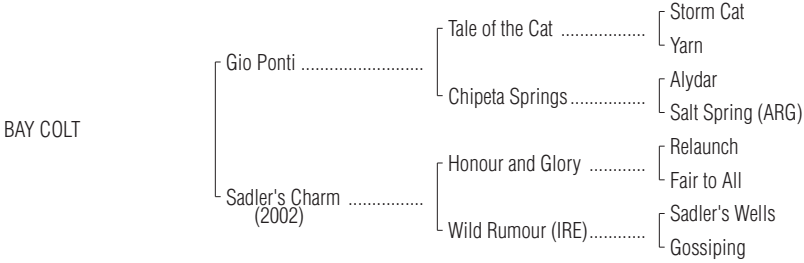 Storm Cat
Tale of the Cat ..................
Yarn
Gio Ponti ..........................
Alydar
Chipeta Springs................
Salt Spring (ARG)
BAY COLT
Relaunch
Honour and Glory ............
Fair to All
Sadler's Charm ................
(2002)
Sadler's Wells
Wild Rumour (IRE)............
Gossiping